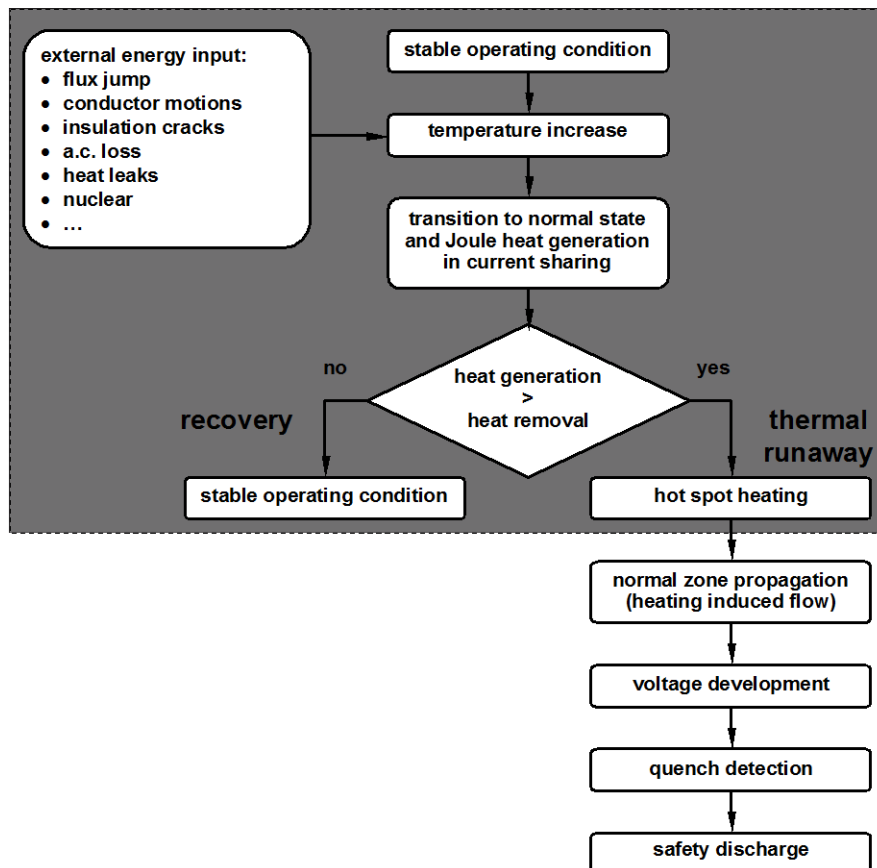 external energy input:
• flux jump
• conductor motions
• insulation cracks
• a.c. loss
• heat leaks
• nuclear
• ...
stable operating condition
temperature increase
transition to normal state
and Joule heat generation
in current sharing
no
heat generation
>
heat removal
yes
recovery
thermal
runaway
stable operating condition
hot spot heating
normal zone propagation
(heating induced flow)
voltage development
quench detection
safety discharge